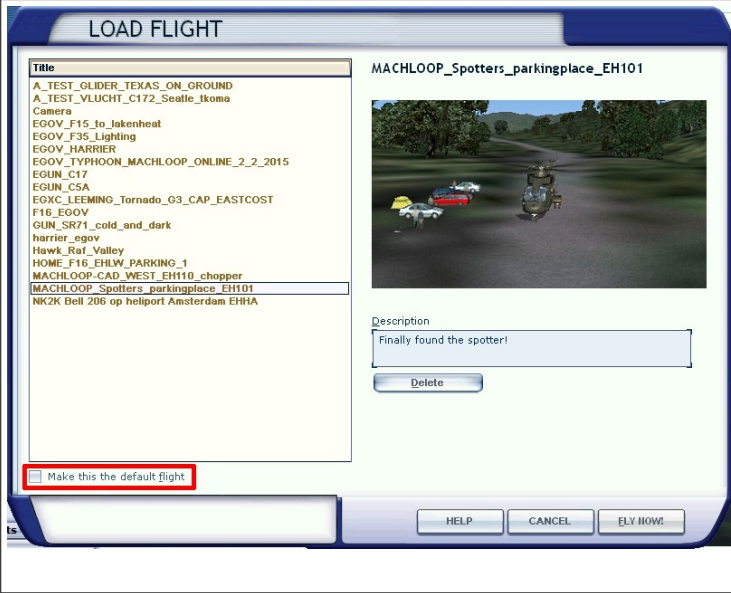 LOAD FLIGHT
Title
A_TEST_GLIDER_TEXAS_ON_GROUND
A_TEST_VLUCHT_C172_Seatle_tkoma
Camera
EGOV_F15_to_lakenheat
EGOV_F35_Lighting
EGOV_HARRIER
EGOV_TYPHOON_MACHLOOP_ONLINE_2_2_2015
EGUN_C17
EGUN_C5A
EGXC_LEEMING_Tornado_G3_CAP_EASTCOST
F16_EGOV
GUN_SR71_cold_and_dark
harrier_egov
Hawk_Raf_Valley
HOME_F16_EHLW_PARKING_1
MACHLOOP-CAD_WEST_EH110_chopper
MACHLOOP_Spotters_parkingplace_EH101
NK2K Bell 206 op heliport Amsterdam EHHA
Make this the default flight
MACHLOOP_Spotters_parkingplace_EH101
Description
Finally found the spotter!
Delete
ts
HELP
CANCEL
FLY NOW!